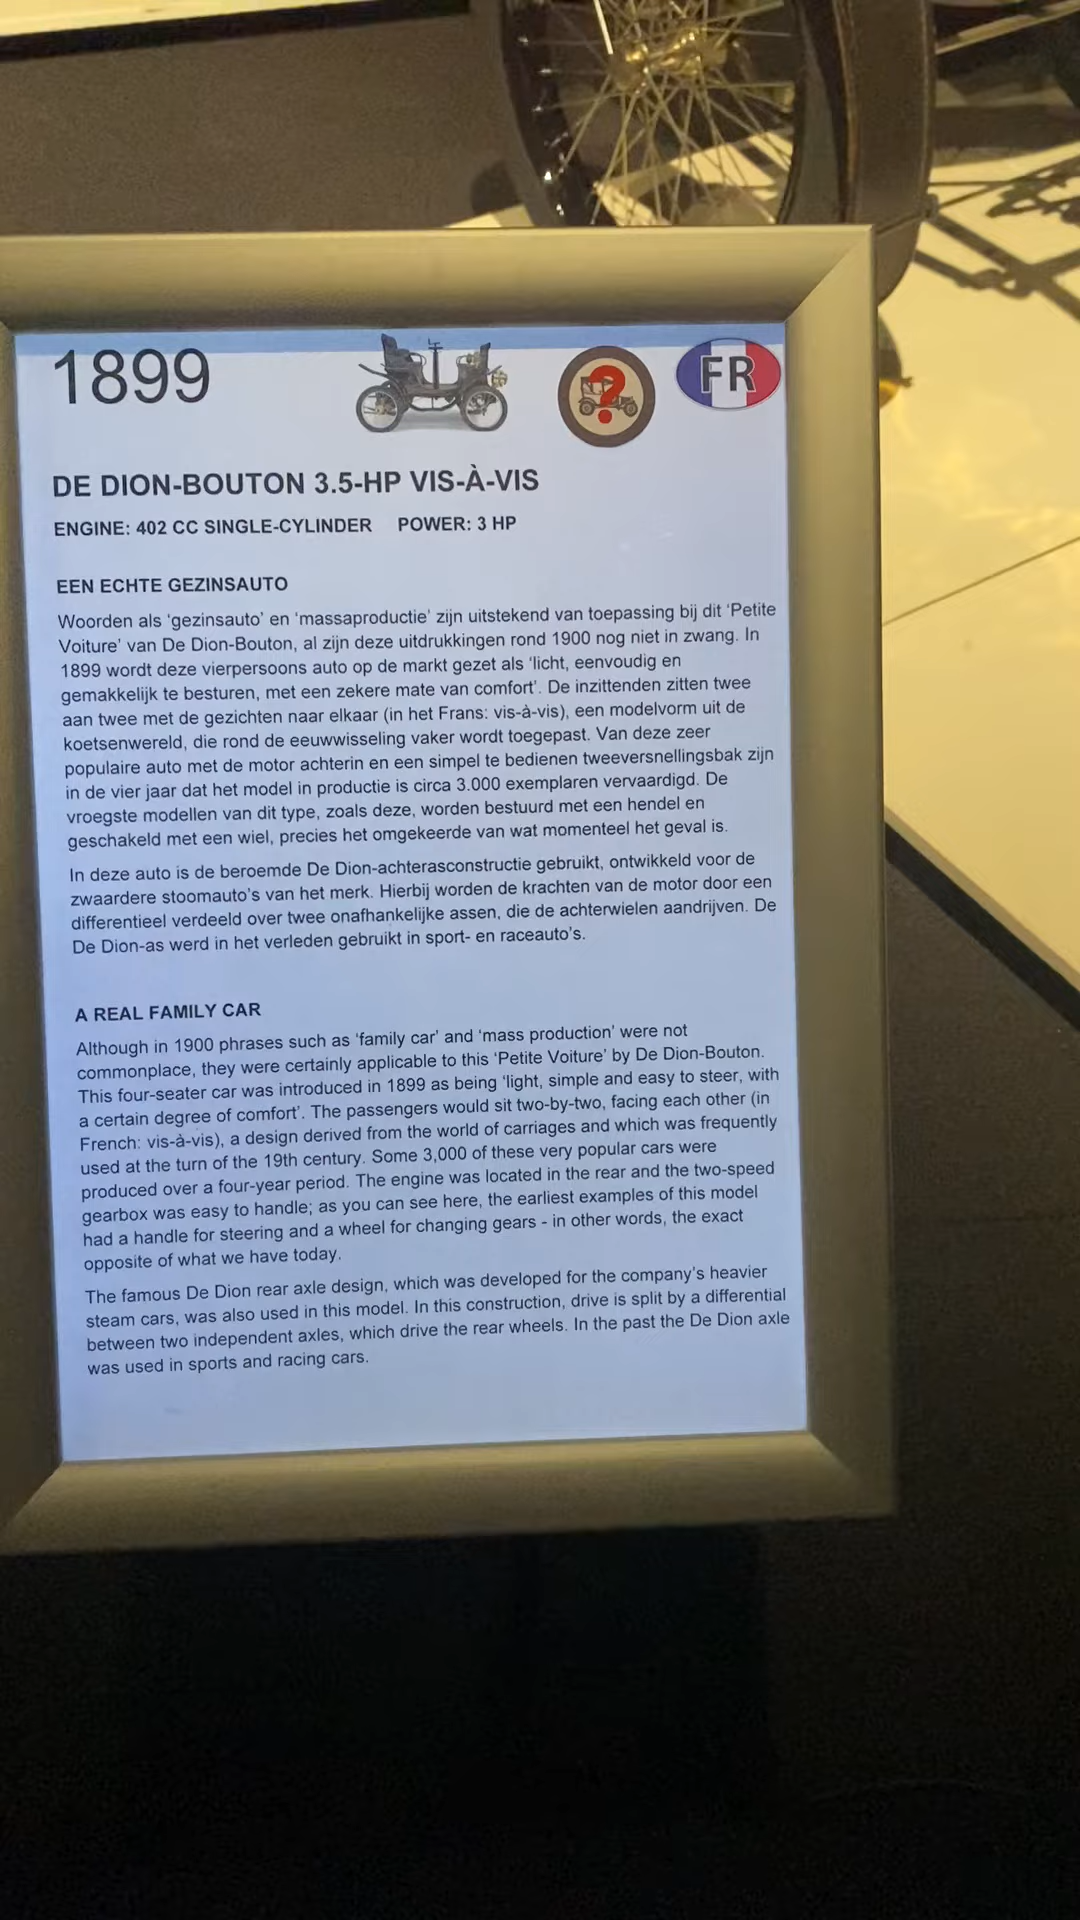 1899
FR
DE DION-BOUTON 3.5-HP VIS-À-VIS
ENGINE: 402 CC SINGLE-CYLINDER POWER: 3 HP
EEN ECHTE GEZINSAUTO
Woorden als 'gezinsauto' en 'massaproductie' zijn uitstekend van toepassing bij dit 'Petite
Voiture' van De Dion-Bouton, al zijn deze uitdrukkingen rond 1900 nog niet in zwang. In
1899 wordt deze vierpersoons auto op de markt gezet als 'licht, eenvoudig en
gemakkelijk te besturen, met een zekere mate van comfort'. De inzittenden zitten twee
aan twee met de gezichten naar elkaar (in het Frans: vis-à-vis), een modelvorm uit de
koetsenwereld, die rond de eeuwwisseling vaker wordt toegepast. Van deze zeer
populaire auto met de motor achterin en een simpel te bedienen tweeversnellingsbak zijn
in de vier jaar dat het model in productie is circa 3.000 exemplaren vervaardigd. De
vroegste modellen van dit type, zoals deze, worden bestuurd met een hendel en
geschakeld met een wiel, precies het omgekeerde van wat momenteel het geval is.
In deze auto is de beroemde De Dion-achterasconstructie gebruikt, ontwikkeld voor de
zwaardere stoomauto's van het merk. Hierbij worden de krachten van de motor door een
differentieel verdeeld over twee onafhankelijke assen, die de achterwielen aandrijven. De
De Dion-as werd in het verleden gebruikt in sport- en raceauto's.
A REAL FAMILY CAR
Although in 1900 phrases such as 'family car' and 'mass production' were not
commonplace, they were certainly applicable to this 'Petite Voiture' by De Dion-Bouton.
This four-seater car was introduced in 1899 as being 'light, simple and easy to steer, with
a certain degree of comfort'. The passengers would sit two-by-two, facing each other (in
French: vis-à-vis), a design derived from the world of carriages and which was frequently
used at the turn of the 19th century. Some 3,000 of these very popular cars were
produced over a four-year period. The engine was located in the rear and the two-speed
gearbox was easy to handle; as you can see here, the earliest examples of this model
had a handle for steering and a wheel for changing gears - in other words, the exact
opposite of what we have today.
The famous De Dion rear axle design, which was developed for the company's heavier
steam cars, was also used in this model. In this construction, drive is split by a differential
between two independent axles, which drive the rear wheels. In the past the De Dion axle
was used in sports and racing cars.